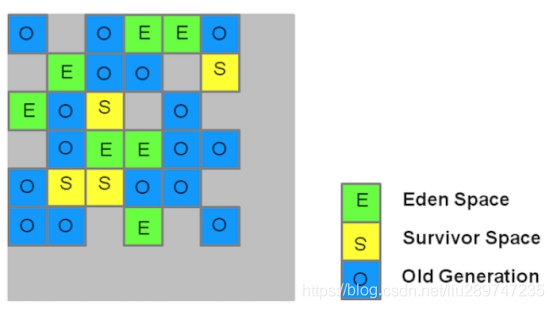 O O E E O
E O O S
E O S O
O E E O O
O S S O O
O O E O
E Eden Space
S Survivor Space
O Old Generation
https://blog.csdn.net/liu289747235